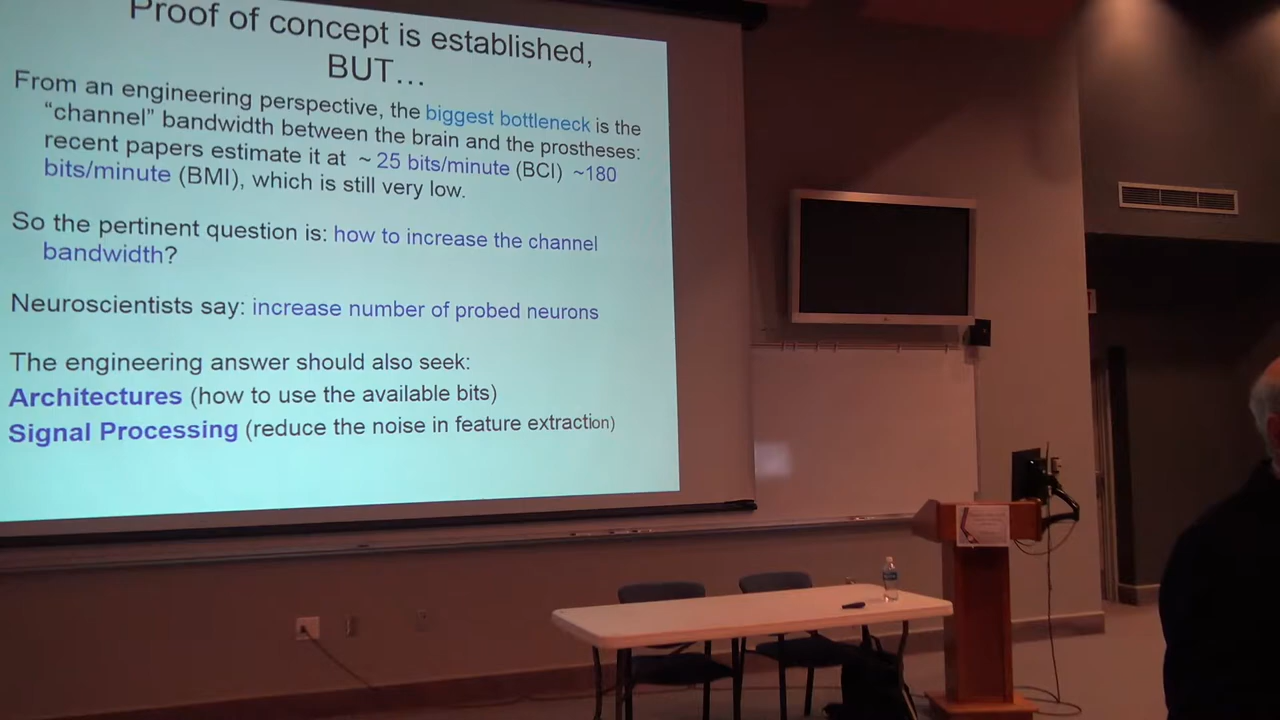 Proof of concept is established,
BUT…
From an engineering perspective, the biggest bottleneck is the
"channel" bandwidth between the brain and the prostheses:
recent papers estimate it at ~ 25 bits/minute (BCI) ~180
bits/minute (BMI), which is still very low.
So the pertinent question is: how to increase the channel
bandwidth?
Neuroscientists say: increase number of probed neurons
The engineering answer should also seek:
Architectures (how to use the available bits)
Signal Processing (reduce the noise in feature extraction)